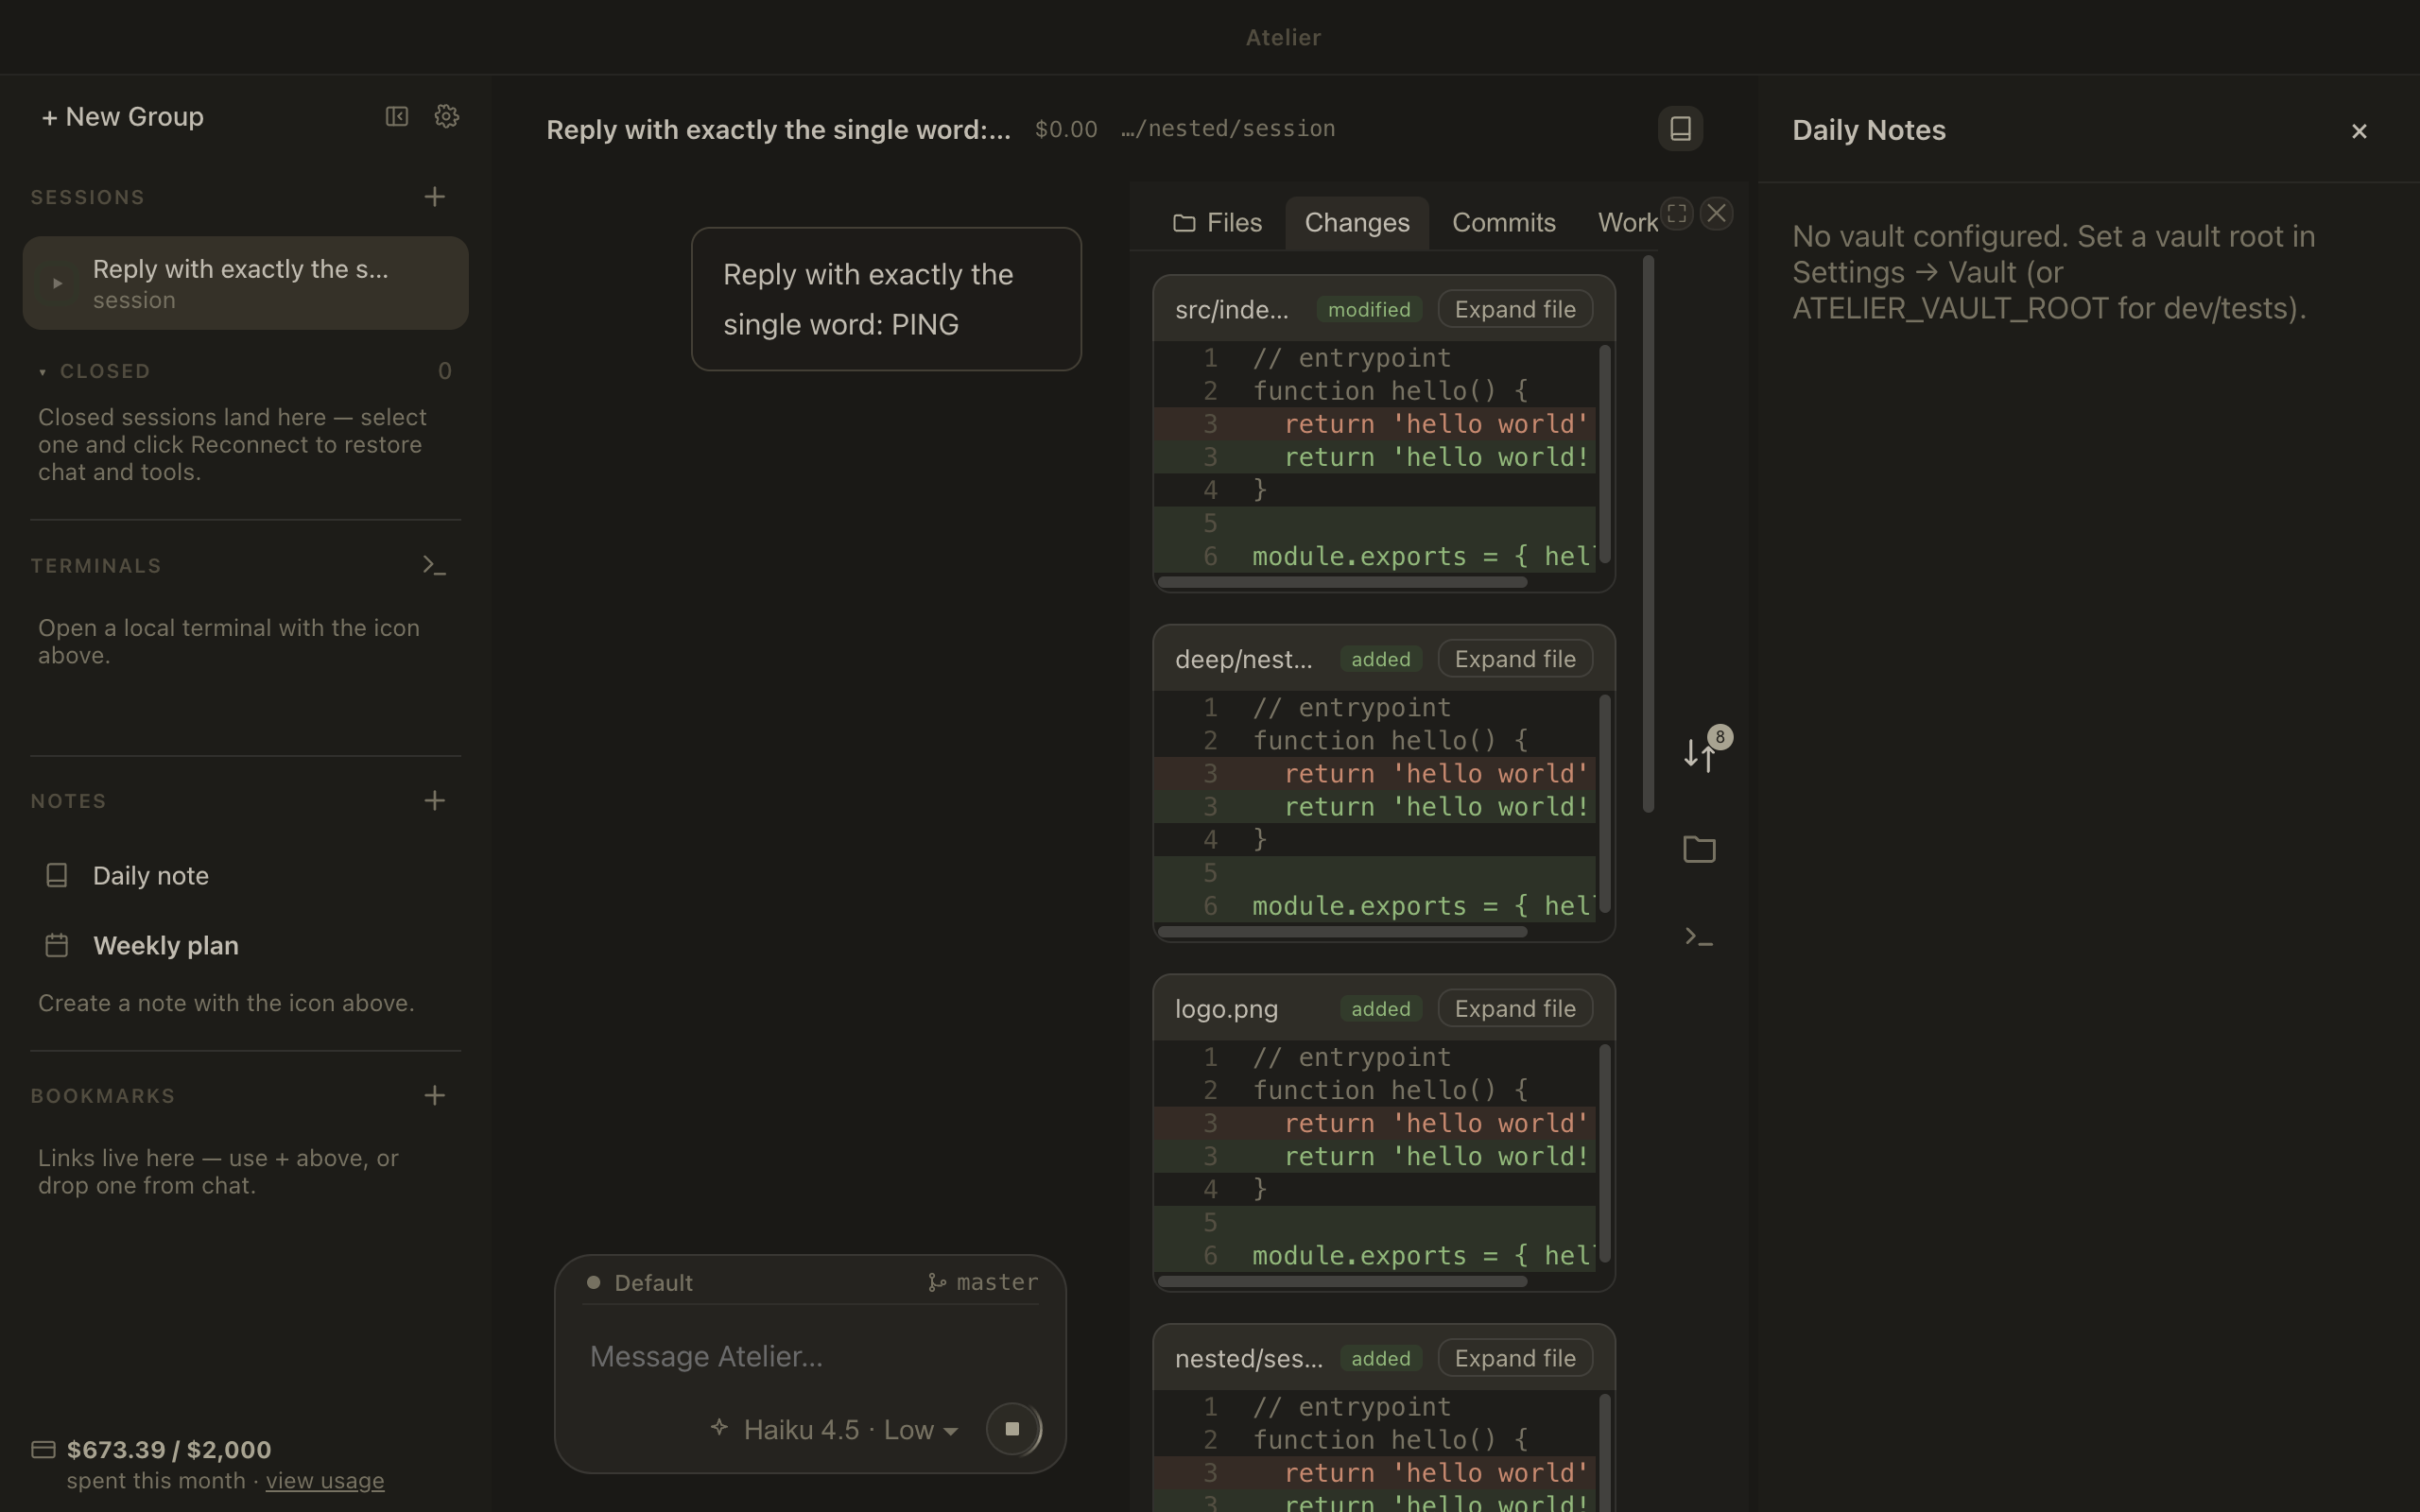 Atelier
+ New Group
SESSIONS
Reply with exactly the s...
session
CLOSED 0
Closed sessions land here — select
one and click Reconnect to restore
chat and tools.
TERMINALS
Open a local terminal with the icon
above.
NOTES
Daily note
Weekly plan
Create a note with the icon above.
BOOKMARKS
Links live here — use + above, or
drop one from chat.
$673.39 / $2,000
spent this month · view usage
Reply with exactly the single word:... $0.00 …/nested/session
Reply with exactly the
single word: PING
Default master
Message Atelier...
Haiku 4.5 · Low
Files Changes Commits Work
src/inde... modified Expand file
1 // entrypoint
2 function hello() {
3 return 'hello world'
3 return 'hello world!
4 }
5
6 module.exports = { hel
deep/nest... added Expand file
1 // entrypoint
2 function hello() {
3 return 'hello world'
3 return 'hello world!
4 }
5
6 module.exports = { hel
logo.png added Expand file
1 // entrypoint
2 function hello() {
3 return 'hello world'
3 return 'hello world!
4 }
5
6 module.exports = { hel
nested/ses... added Expand file
1 // entrypoint
2 function hello() {
3 return 'hello world'
3 return 'hello world!
8
Daily Notes
No vault configured. Set a vault root in
Settings → Vault (or
ATELIER_VAULT_ROOT for dev/tests).